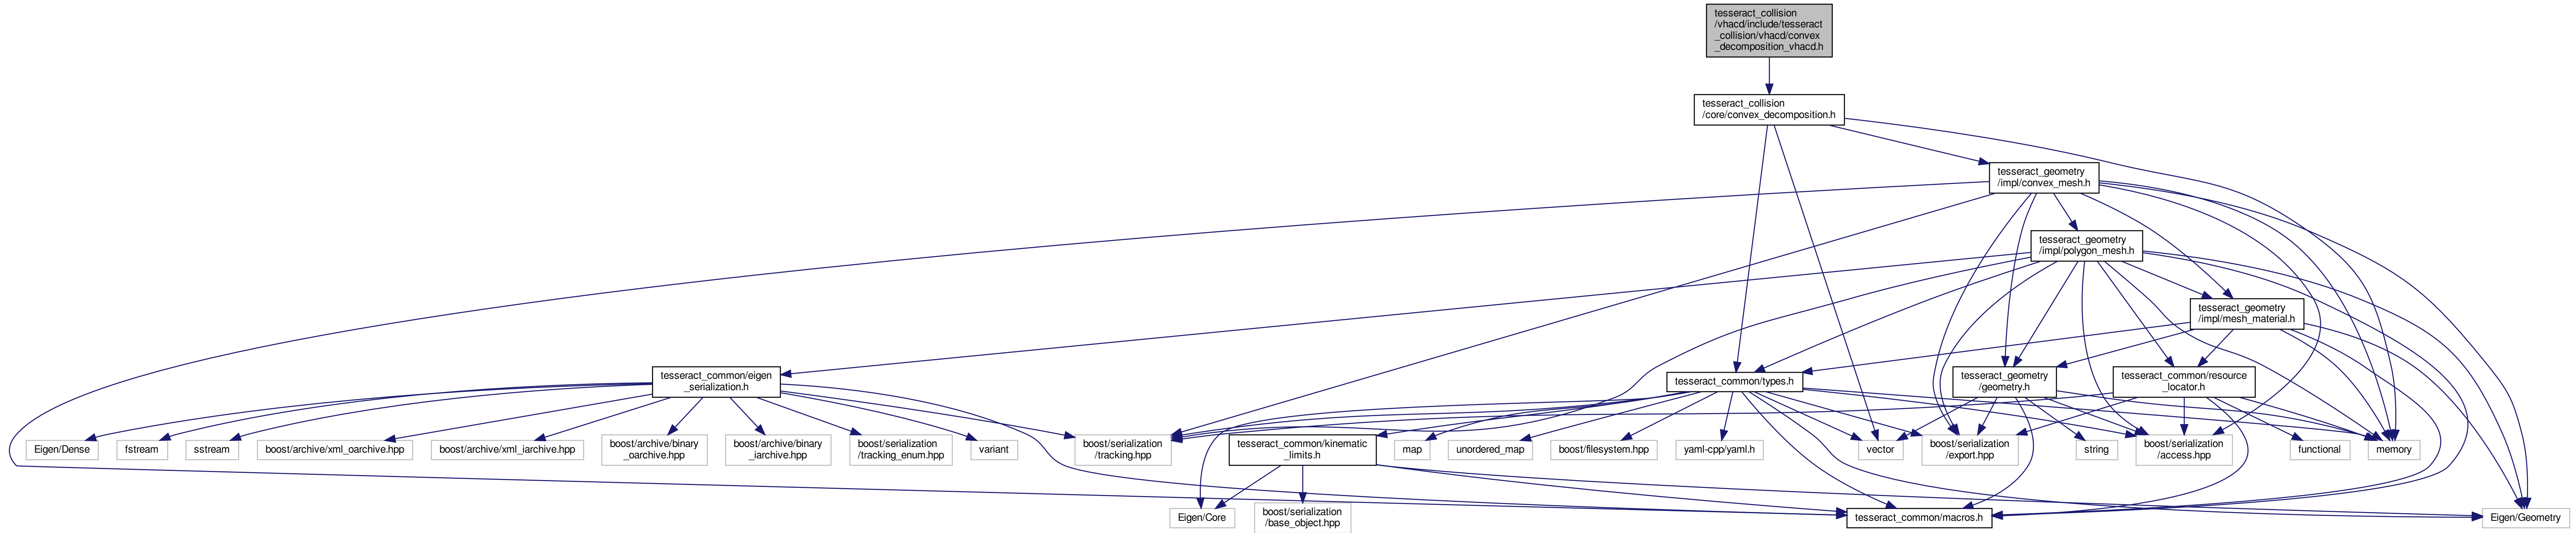 tesseract_collision
/vhacd/include/tesseract
_collision/vhacd/convex
_decomposition_vhacd.h
tesseract_collision
/core/convex_decomposition.h
tesseract_geometry
/impl/convex_mesh.h
tesseract_geometry
/impl/polygon_mesh.h
tesseract_geometry
/impl/mesh_material.h
tesseract_common/eigen
_serialization.h
tesseract_common/types.h
tesseract_geometry
/geometry.h
tesseract_common/resource
_locator.h
Eigen/Dense
fstream
sstream
boost/archive/xml_oarchive.hpp
boost/archive/xml_iarchive.hpp
boost/archive/binary
_oarchive.hpp
boost/archive/binary
_iarchive.hpp
boost/serialization
/tracking_enum.hpp
variant
boost/serialization
/tracking.hpp
tesseract_common/kinematic
_limits.h
map
unordered_map
boost/filesystem.hpp
yaml-cpp/yaml.h
vector
boost/serialization
/export.hpp
string
boost/serialization
/access.hpp
functional
memory
Eigen/Core
boost/serialization
/base_object.hpp
tesseract_common/macros.h
Eigen/Geometry